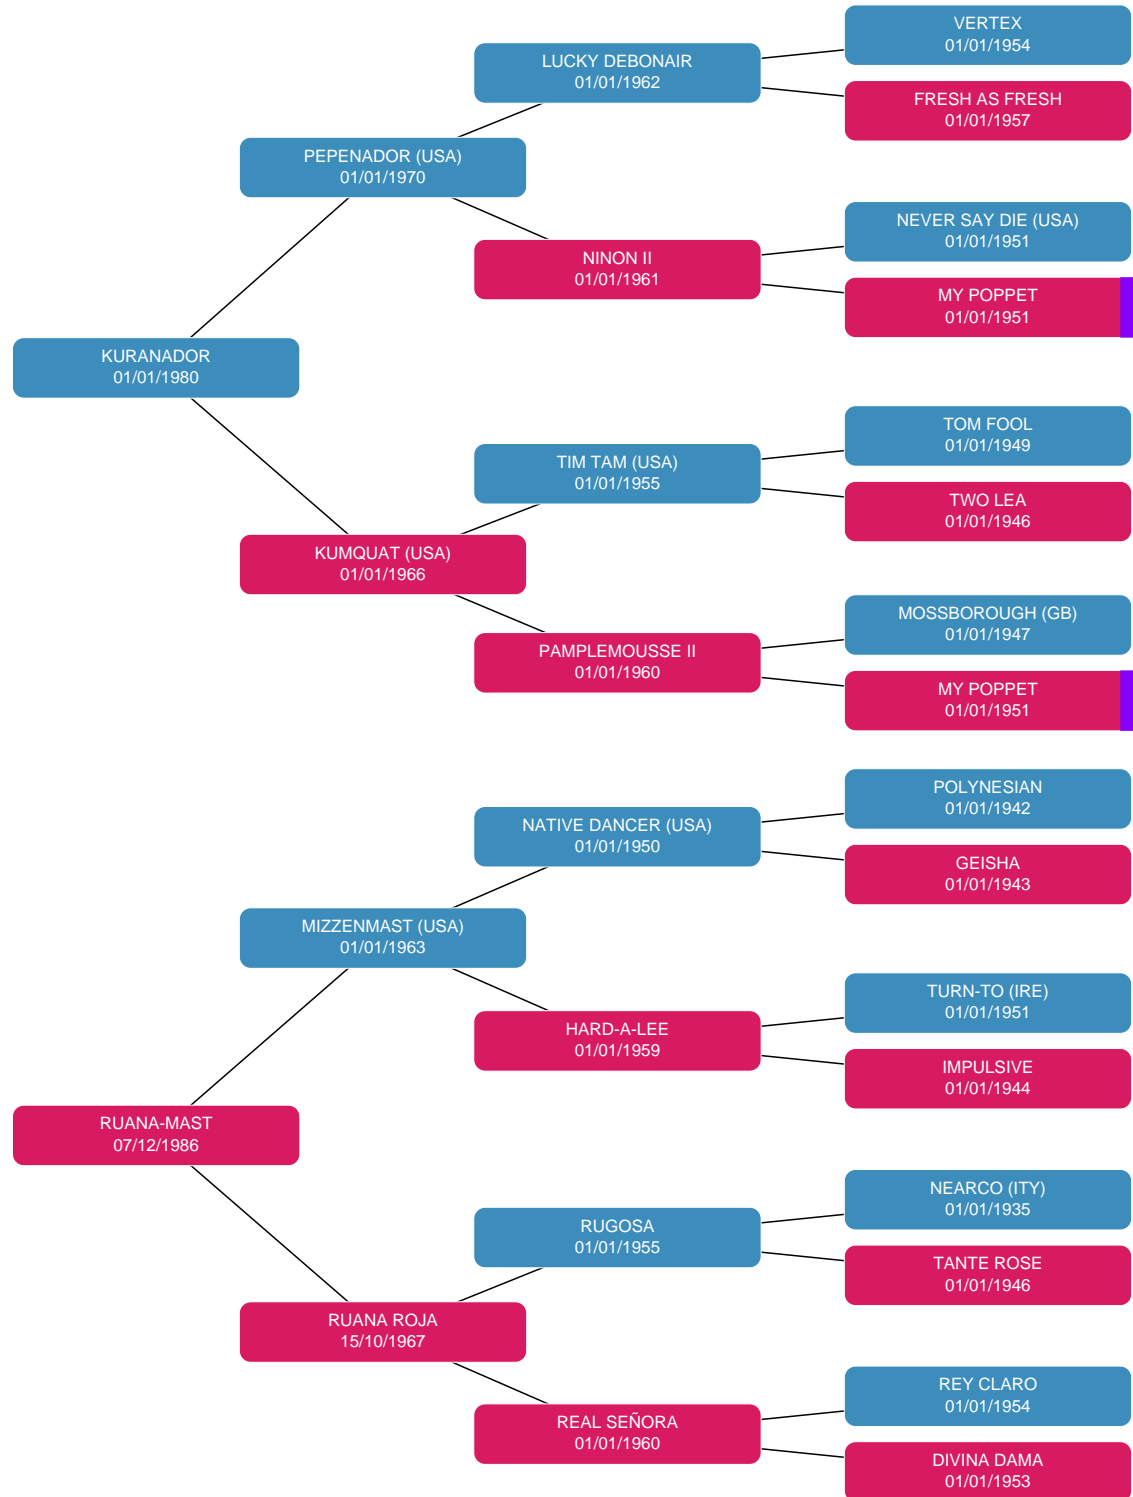 VERTEX
01/01/1954
LUCKY DEBONAIR
01/01/1962
FRESH AS FRESH
01/01/1957
PEPENADOR (USA)
01/01/1970
NEVER SAY DIE (USA)
01/01/1951
NINON II
01/01/1961
MY POPPET
01/01/1951
KURANADOR
01/01/1980
TOM FOOL
01/01/1949
TIM TAM (USA)
01/01/1955
TWO LEA
01/01/1946
KUMQUAT (USA)
01/01/1966
MOSSBOROUGH (GB)
01/01/1947
PAMPLEMOUSSE II
01/01/1960
MY POPPET
01/01/1951
POLYNESIAN
01/01/1942
NATIVE DANCER (USA)
01/01/1950
GEISHA
01/01/1943
MIZZENMAST (USA)
01/01/1963
TURN-TO (IRE)
01/01/1951
HARD-A-LEE
01/01/1959
IMPULSIVE
01/01/1944
RUANA-MAST
07/12/1986
NEARCO (ITY)
01/01/1935
RUGOSA
01/01/1955
TANTE ROSE
01/01/1946
RUANA ROJA
15/10/1967
REY CLARO
01/01/1954
REAL SEÑORA
01/01/1960
DIVINA DAMA
01/01/1953